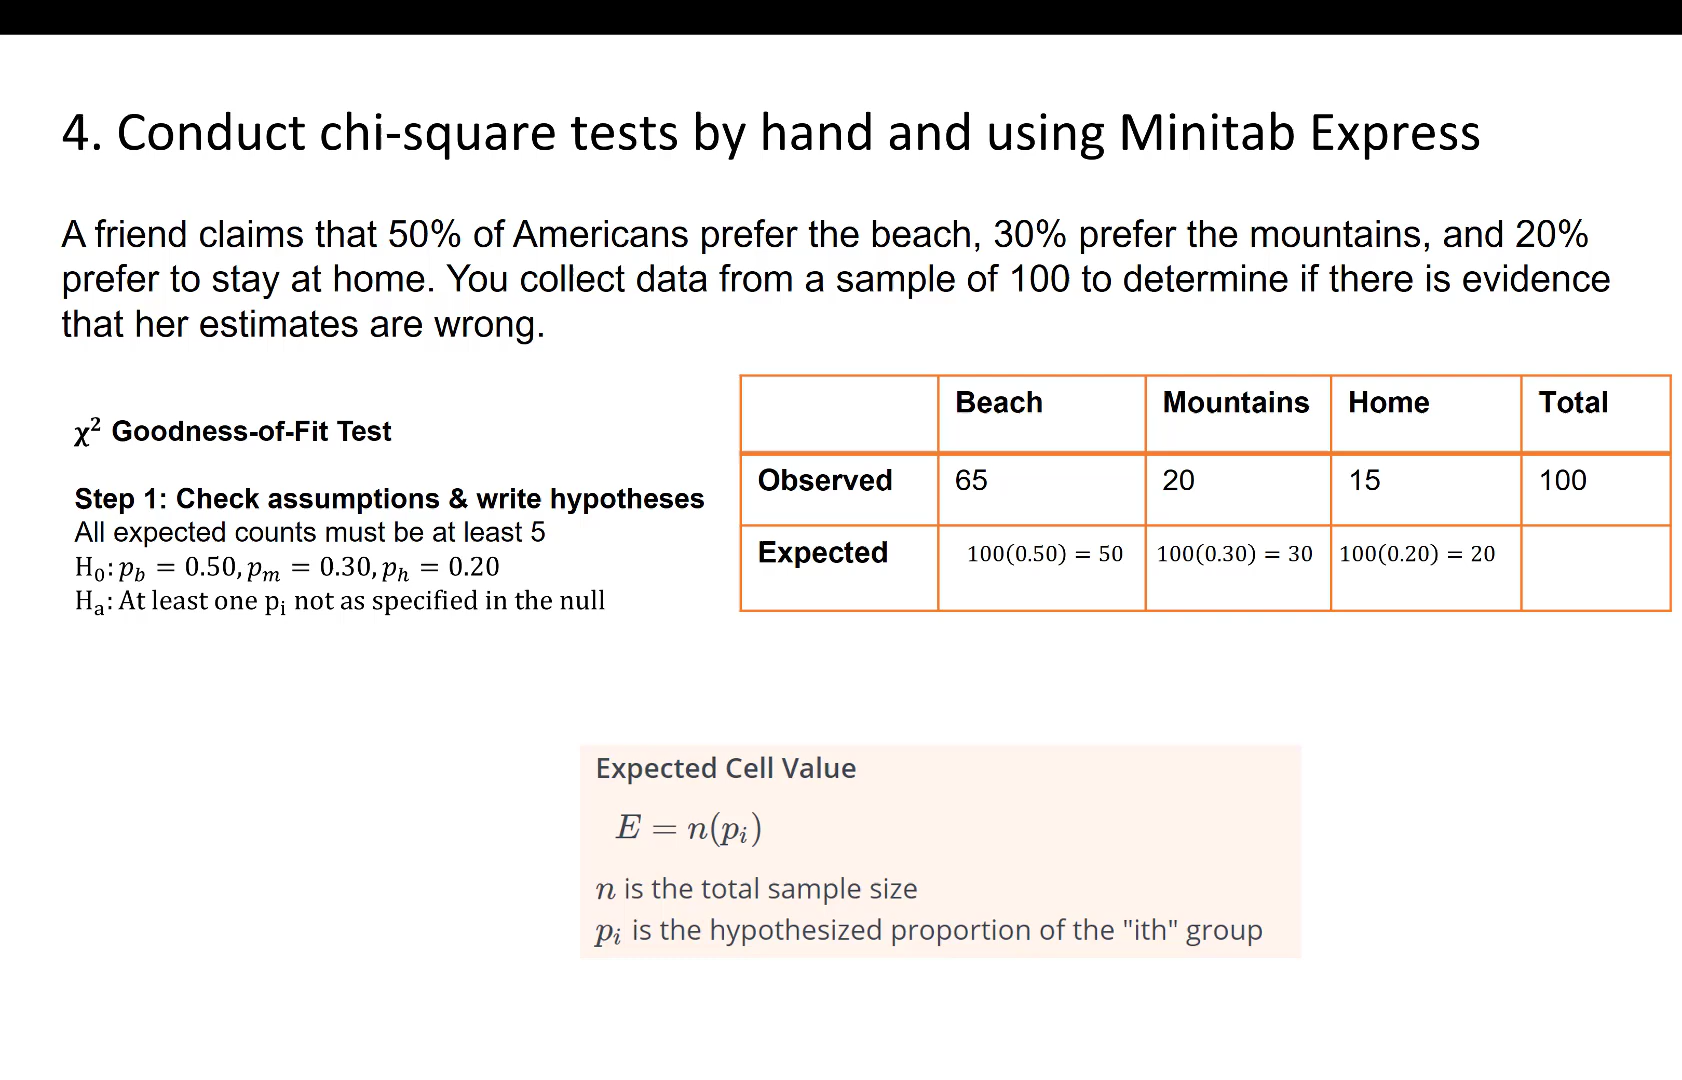 4. Conduct chi-square tests by hand and using Minitab Express
A friend claims that 50% of Americans prefer the beach, 30% prefer the mountains, and 20%
prefer to stay at home. You collect data from a sample of 100 to determine if there is evidence
that her estimates are wrong.
χ² Goodness-of-Fit Test
Step 1: Check assumptions & write hypotheses
All expected counts must be at least 5
H₀: p_b = 0.50, p_m = 0.30, p_h = 0.20
Hₐ: At least one pᵢ not as specified in the null
Beach Mountains Home Total
Observed 65 20 15 100
Expected 100(0.50) = 50 100(0.30) = 30 100(0.20) = 20
Expected Cell Value
E = n(pᵢ)
n is the total sample size
pᵢ is the hypothesized proportion of the "ith" group